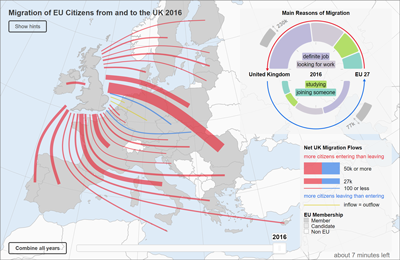 Migration of EU Citizens from and to the UK 2016
Show hints
Main Reasons of Migration
250k
definite job
looking for work
United Kingdom 2016 EU 27
studying
joining someone
77k
Net UK Migration Flows
more citizens entering than leaving
50k or more
27k
100 or less
more citizens leaving than entering
inflow = outflow
EU Membership
Member
Candidate
Non EU
2016
Combine all years.
about 7 minutes left